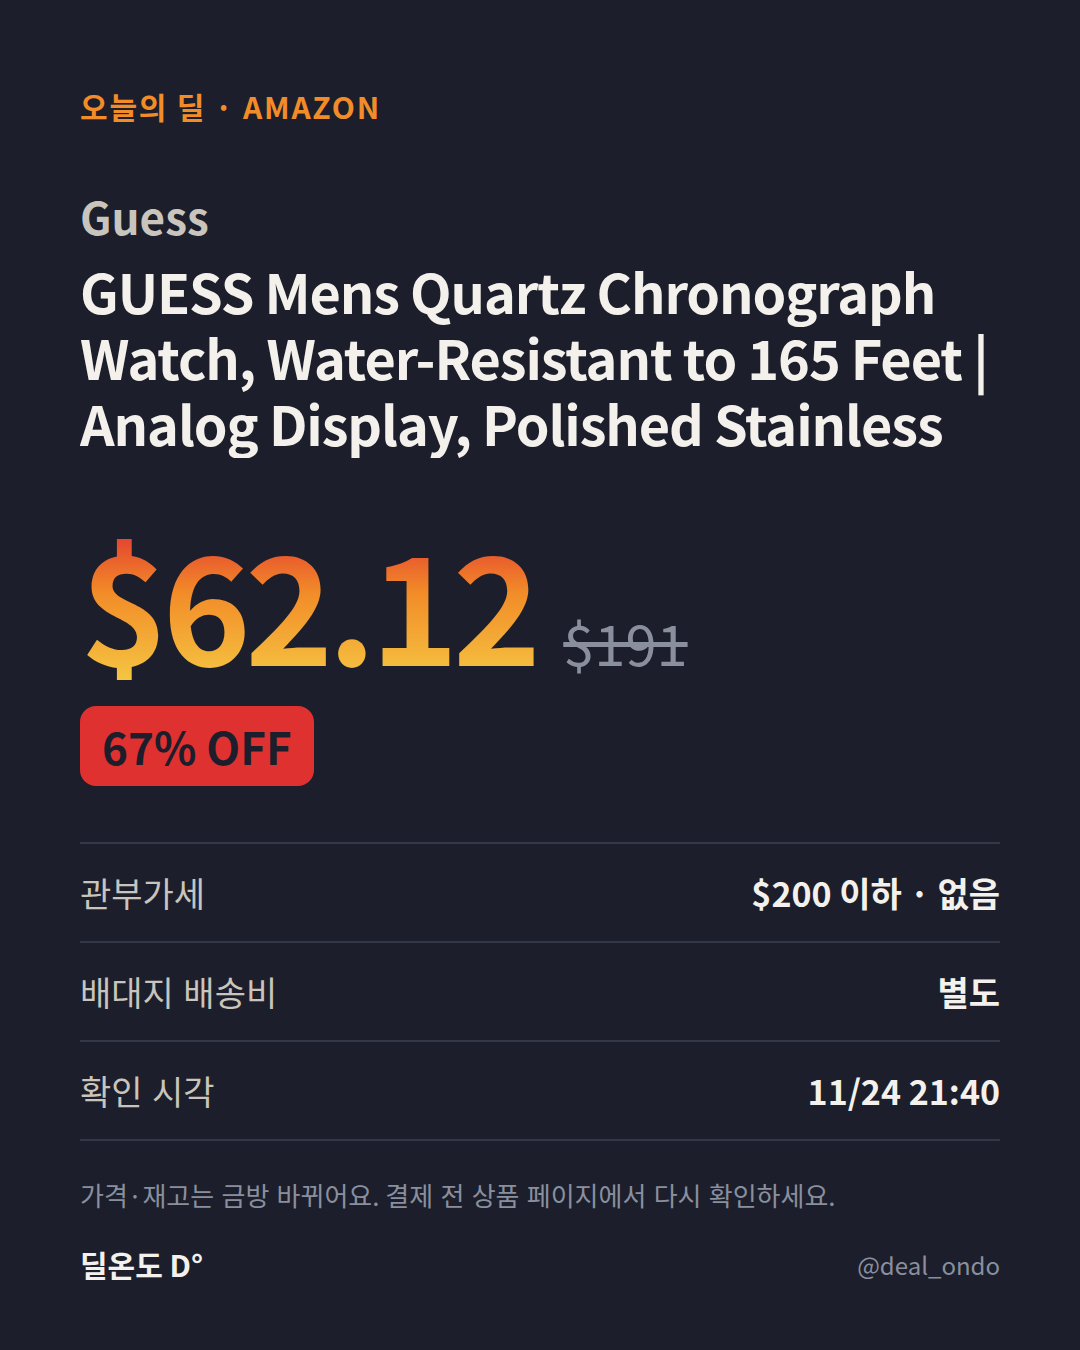 오늘의 딜 · AMAZON
Guess
GUESS Mens Quartz Chronograph
Watch, Water-Resistant to 165 Feet |
Analog Display, Polished Stainless
$62.12 $191
67% OFF
관부가세 $200 이하 · 없음
배대지 배송비 별도
확인 시각 11/24 21:40
가격·재고는 금방 바뀌어요. 결제 전 상품 페이지에서 다시 확인하세요.
딜온도 D° @deal_ondo